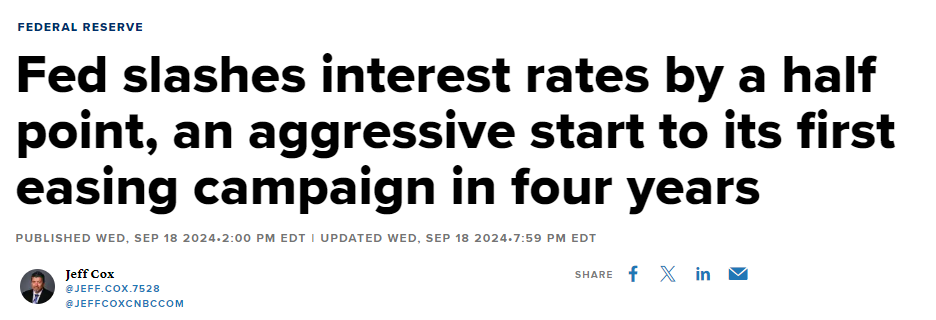 FEDERAL RESERVE
Fed slashes interest rates by a half
point, an aggressive start to its first
easing campaign in four years
PUBLISHED WED, SEP 18 2024•2:00 PM EDT | UPDATED WED, SEP 18 2024•7:59 PM EDT
Jeff Cox
@JEFF.COX.7528
@JEFFCOXCNBCCOM
SHARE